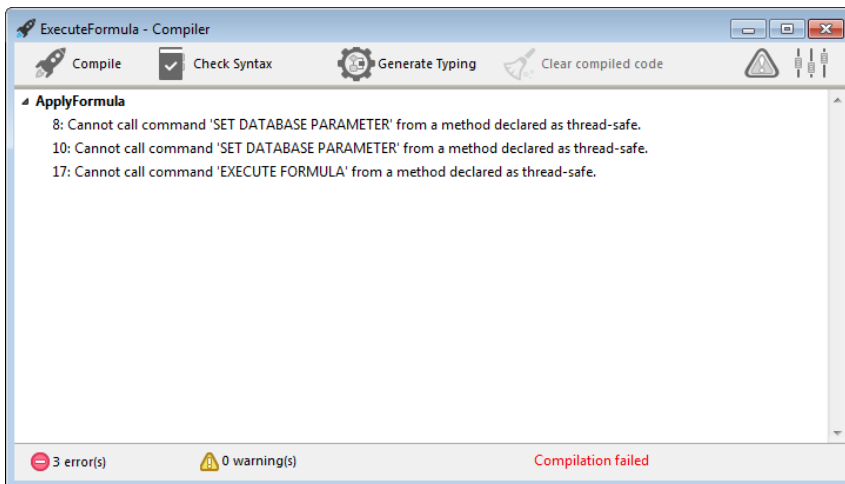 ExecuteFormula - Compiler
Compile Check Syntax Generate Typing Clear compiled code
ApplyFormula
8: Cannot call command 'SET DATABASE PARAMETER' from a method declared as thread-safe.
10: Cannot call command 'SET DATABASE PARAMETER' from a method declared as thread-safe.
17: Cannot call command 'EXECUTE FORMULA' from a method declared as thread-safe.
3 error(s) 0 warning(s) Compilation failed